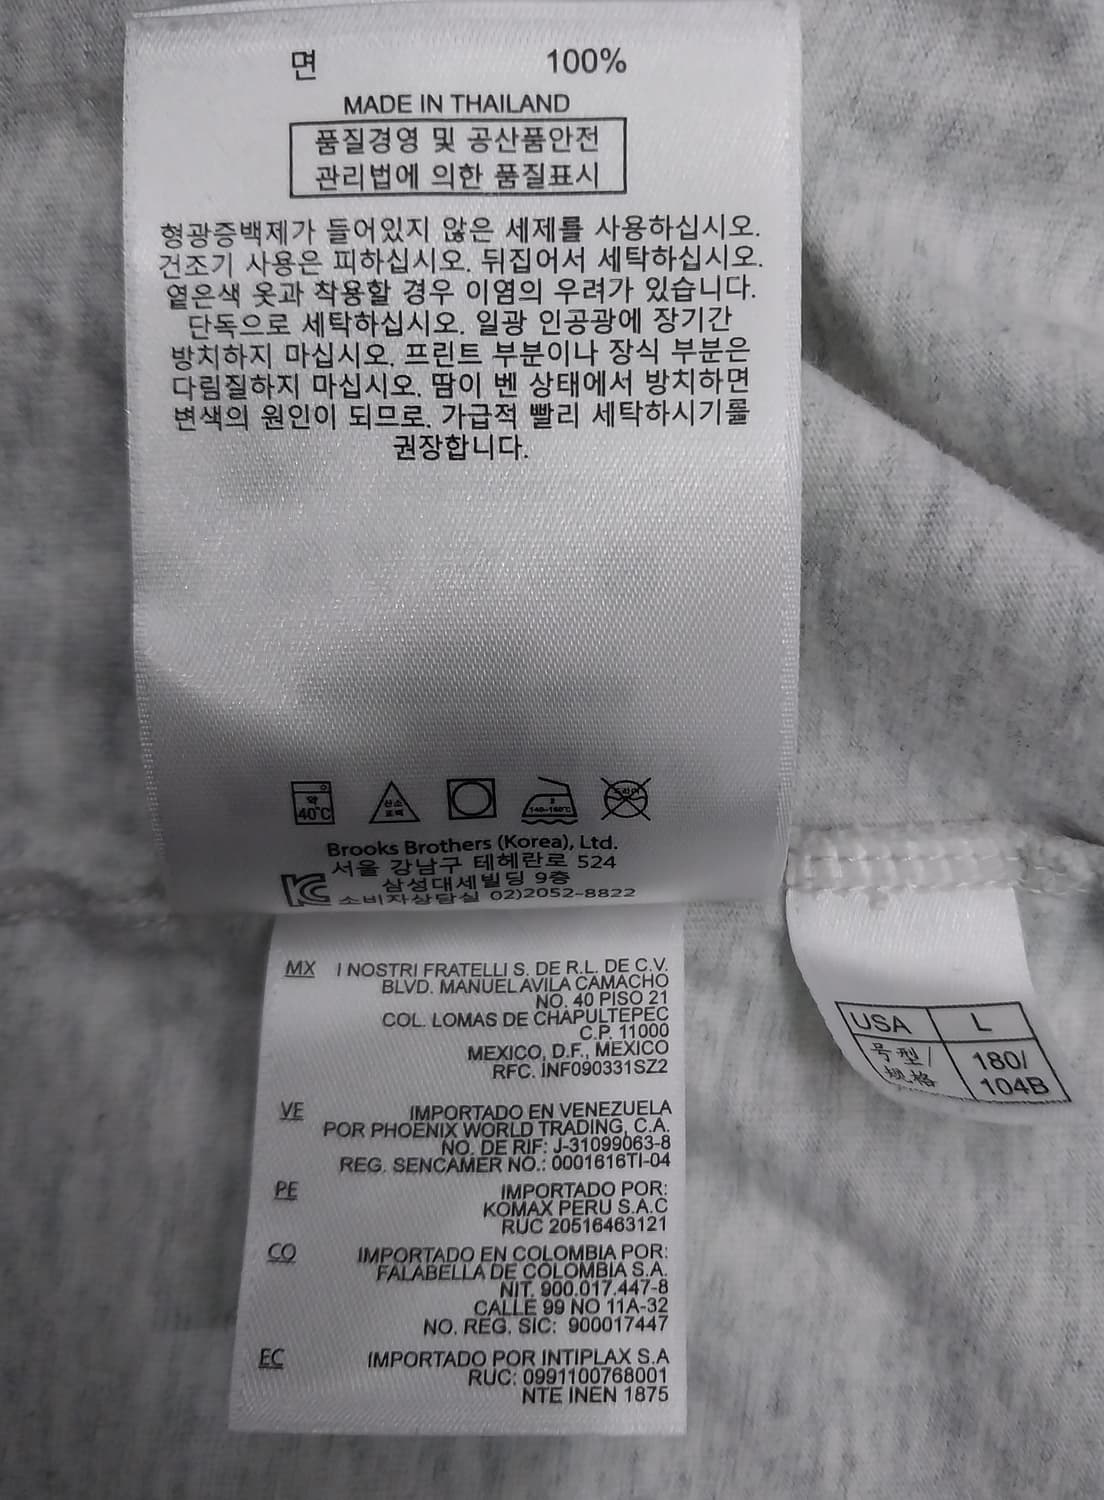 면 100%
MADE IN THAILAND
품질경영 및 공산품안전
관리법에 의한 품질표시
형광증백제가 들어있지 않은 세제를 사용하십시오.
건조기 사용은 피하십시오. 뒤집어서 세탁하십시오.
옅은색 옷과 착용할 경우 이염의 우려가 있습니다.
단독으로 세탁하십시오. 일광 인공광에 장기간
방치하지 마십시오. 프린트 부분이나 장식 부분은
다림질하지 마십시오. 땀이 벤 상태에서 방치하면
변색의 원인이 되므로. 가급적 빨리 세탁하시기를
권장합니다.
약
40°C
산소
표백
2
140~160°C
드라이
Brooks Brothers (Korea), Ltd.
서울 강남구 테헤란로 524
삼성대세빌딩 9층
소비자상담실 02)2052-8822
MX I NOSTRI FRATELLI S. DE R.L. DE C.V.
BLVD. MANUEL AVILA CAMACHO
NO. 40 PISO 21
COL. LOMAS DE CHAPULTEPEC
C.P. 11000
MEXICO, D.F., MEXICO
RFC. INF090331SZ2
VE IMPORTADO EN VENEZUELA
POR PHOENIX WORLD TRADING, C.A.
NO. DE RIF: J-31099063-8
REG. SENCAMER NO.: 0001616TI-04
PE IMPORTADO POR:
KOMAX PERU S.A.C
RUC 20516463121
CO IMPORTADO EN COLOMBIA POR:
FALABELLA DE COLOMBIA S.A.
NIT. 900.017.447-8
CALLE 99 NO 11A-32
NO. REG. SIC: 900017447
EC IMPORTADO POR INTIPLAX S.A
RUC: 0991100768001
NTE INEN 1875
USA L
号型/ 180/
规格 104B